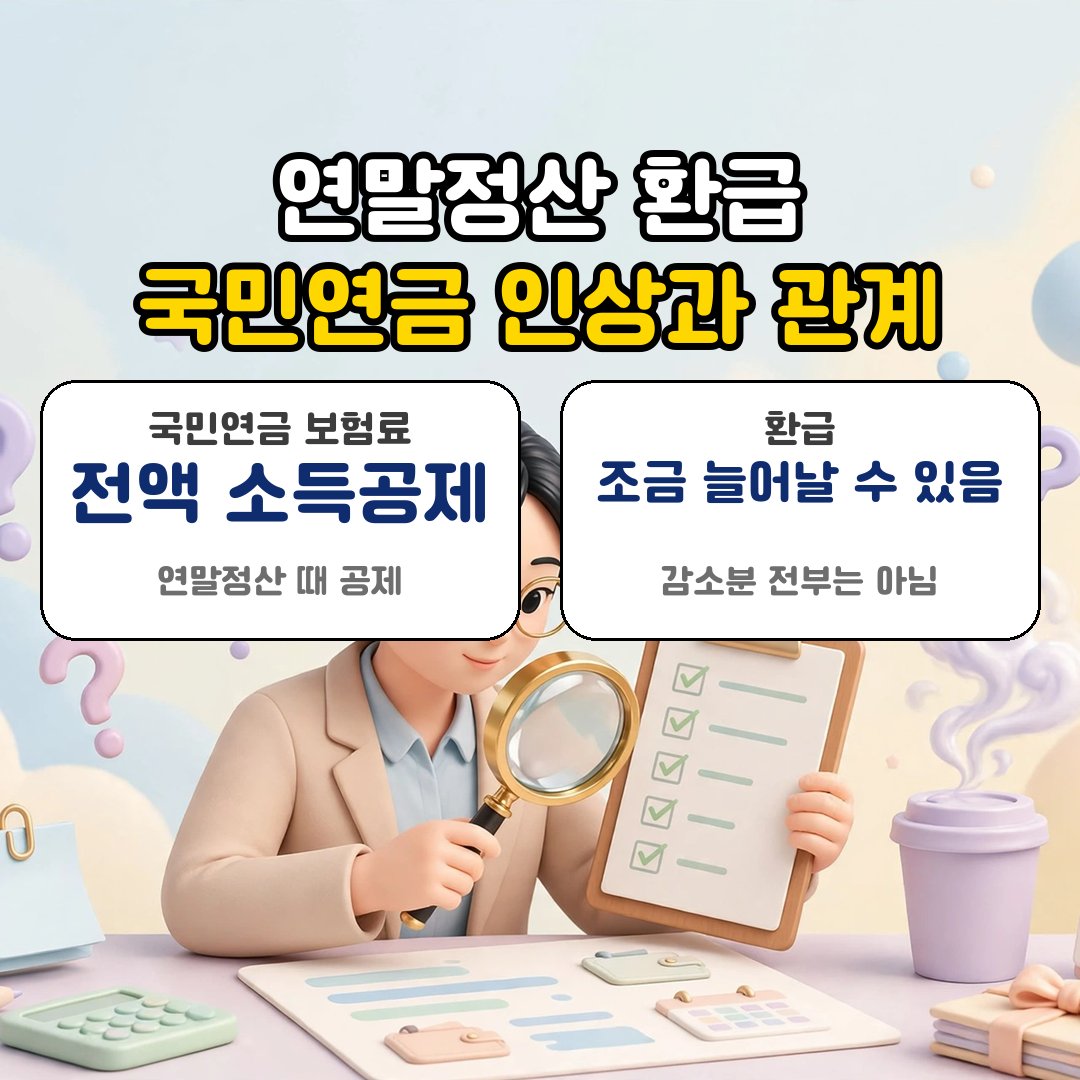 연말정산 환급
국민연금 인상과 관계
국민연금 보험료
전액 소득공제
연말정산 때 공제
환급
조금 늘어날 수 있음
감소분 전부는 아님